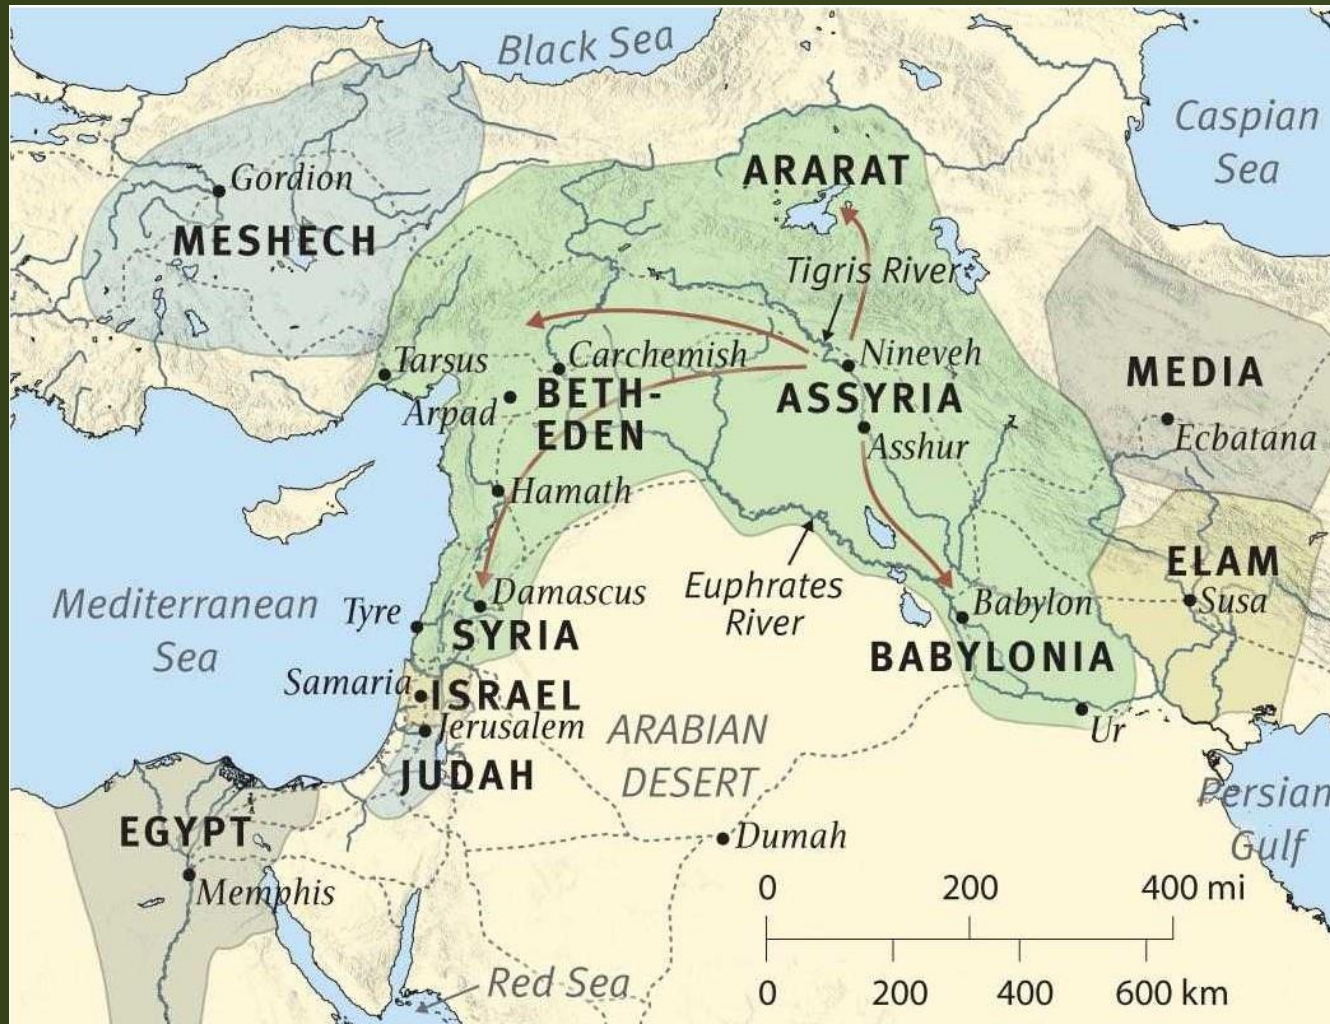 Black Sea
Caspian
Sea
ARARAT
Gordion
MESHECH
Tigris River
Tarsus
Carchemish
Nineveh
MEDIA
Arpad
BETH-
EDEN
ASSYRIA
Ecbatana
Asshur
Hamath
ELAM
Mediterranean
Sea
Tyre
Damascus
Euphrates
River
Babylon
Susa
SYRIA
BABYLONIA
Samaria
ISRAEL
Jerusalem
ARABIAN
DESERT
Ur
JUDAH
Persian
Gulf
EGYPT
Dumah
Memphis
0 200 400 mi
0 200 400 600 km
Red Sea